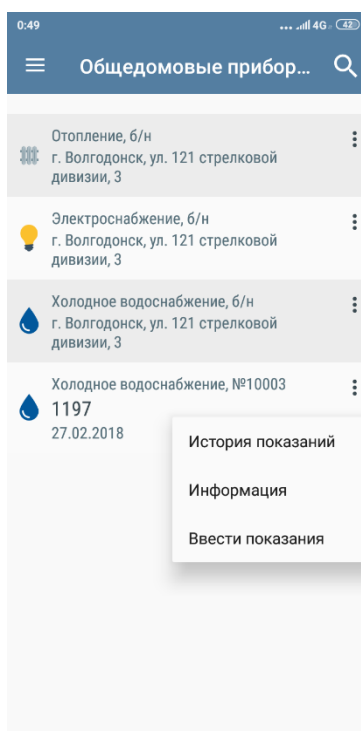 0:49
4G 42
Общедомовые прибор...
Отопление, б/н
г. Волгодонск, ул. 121 стрелковой
дивизии, 3
Электроснабжение, б/н
г. Волгодонск, ул. 121 стрелковой
дивизии, 3
Холодное водоснабжение, б/н
г. Волгодонск, ул. 121 стрелковой
дивизии, 3
Холодное водоснабжение, №10003
1197
27.02.2018
История показаний
Информация
Ввести показания